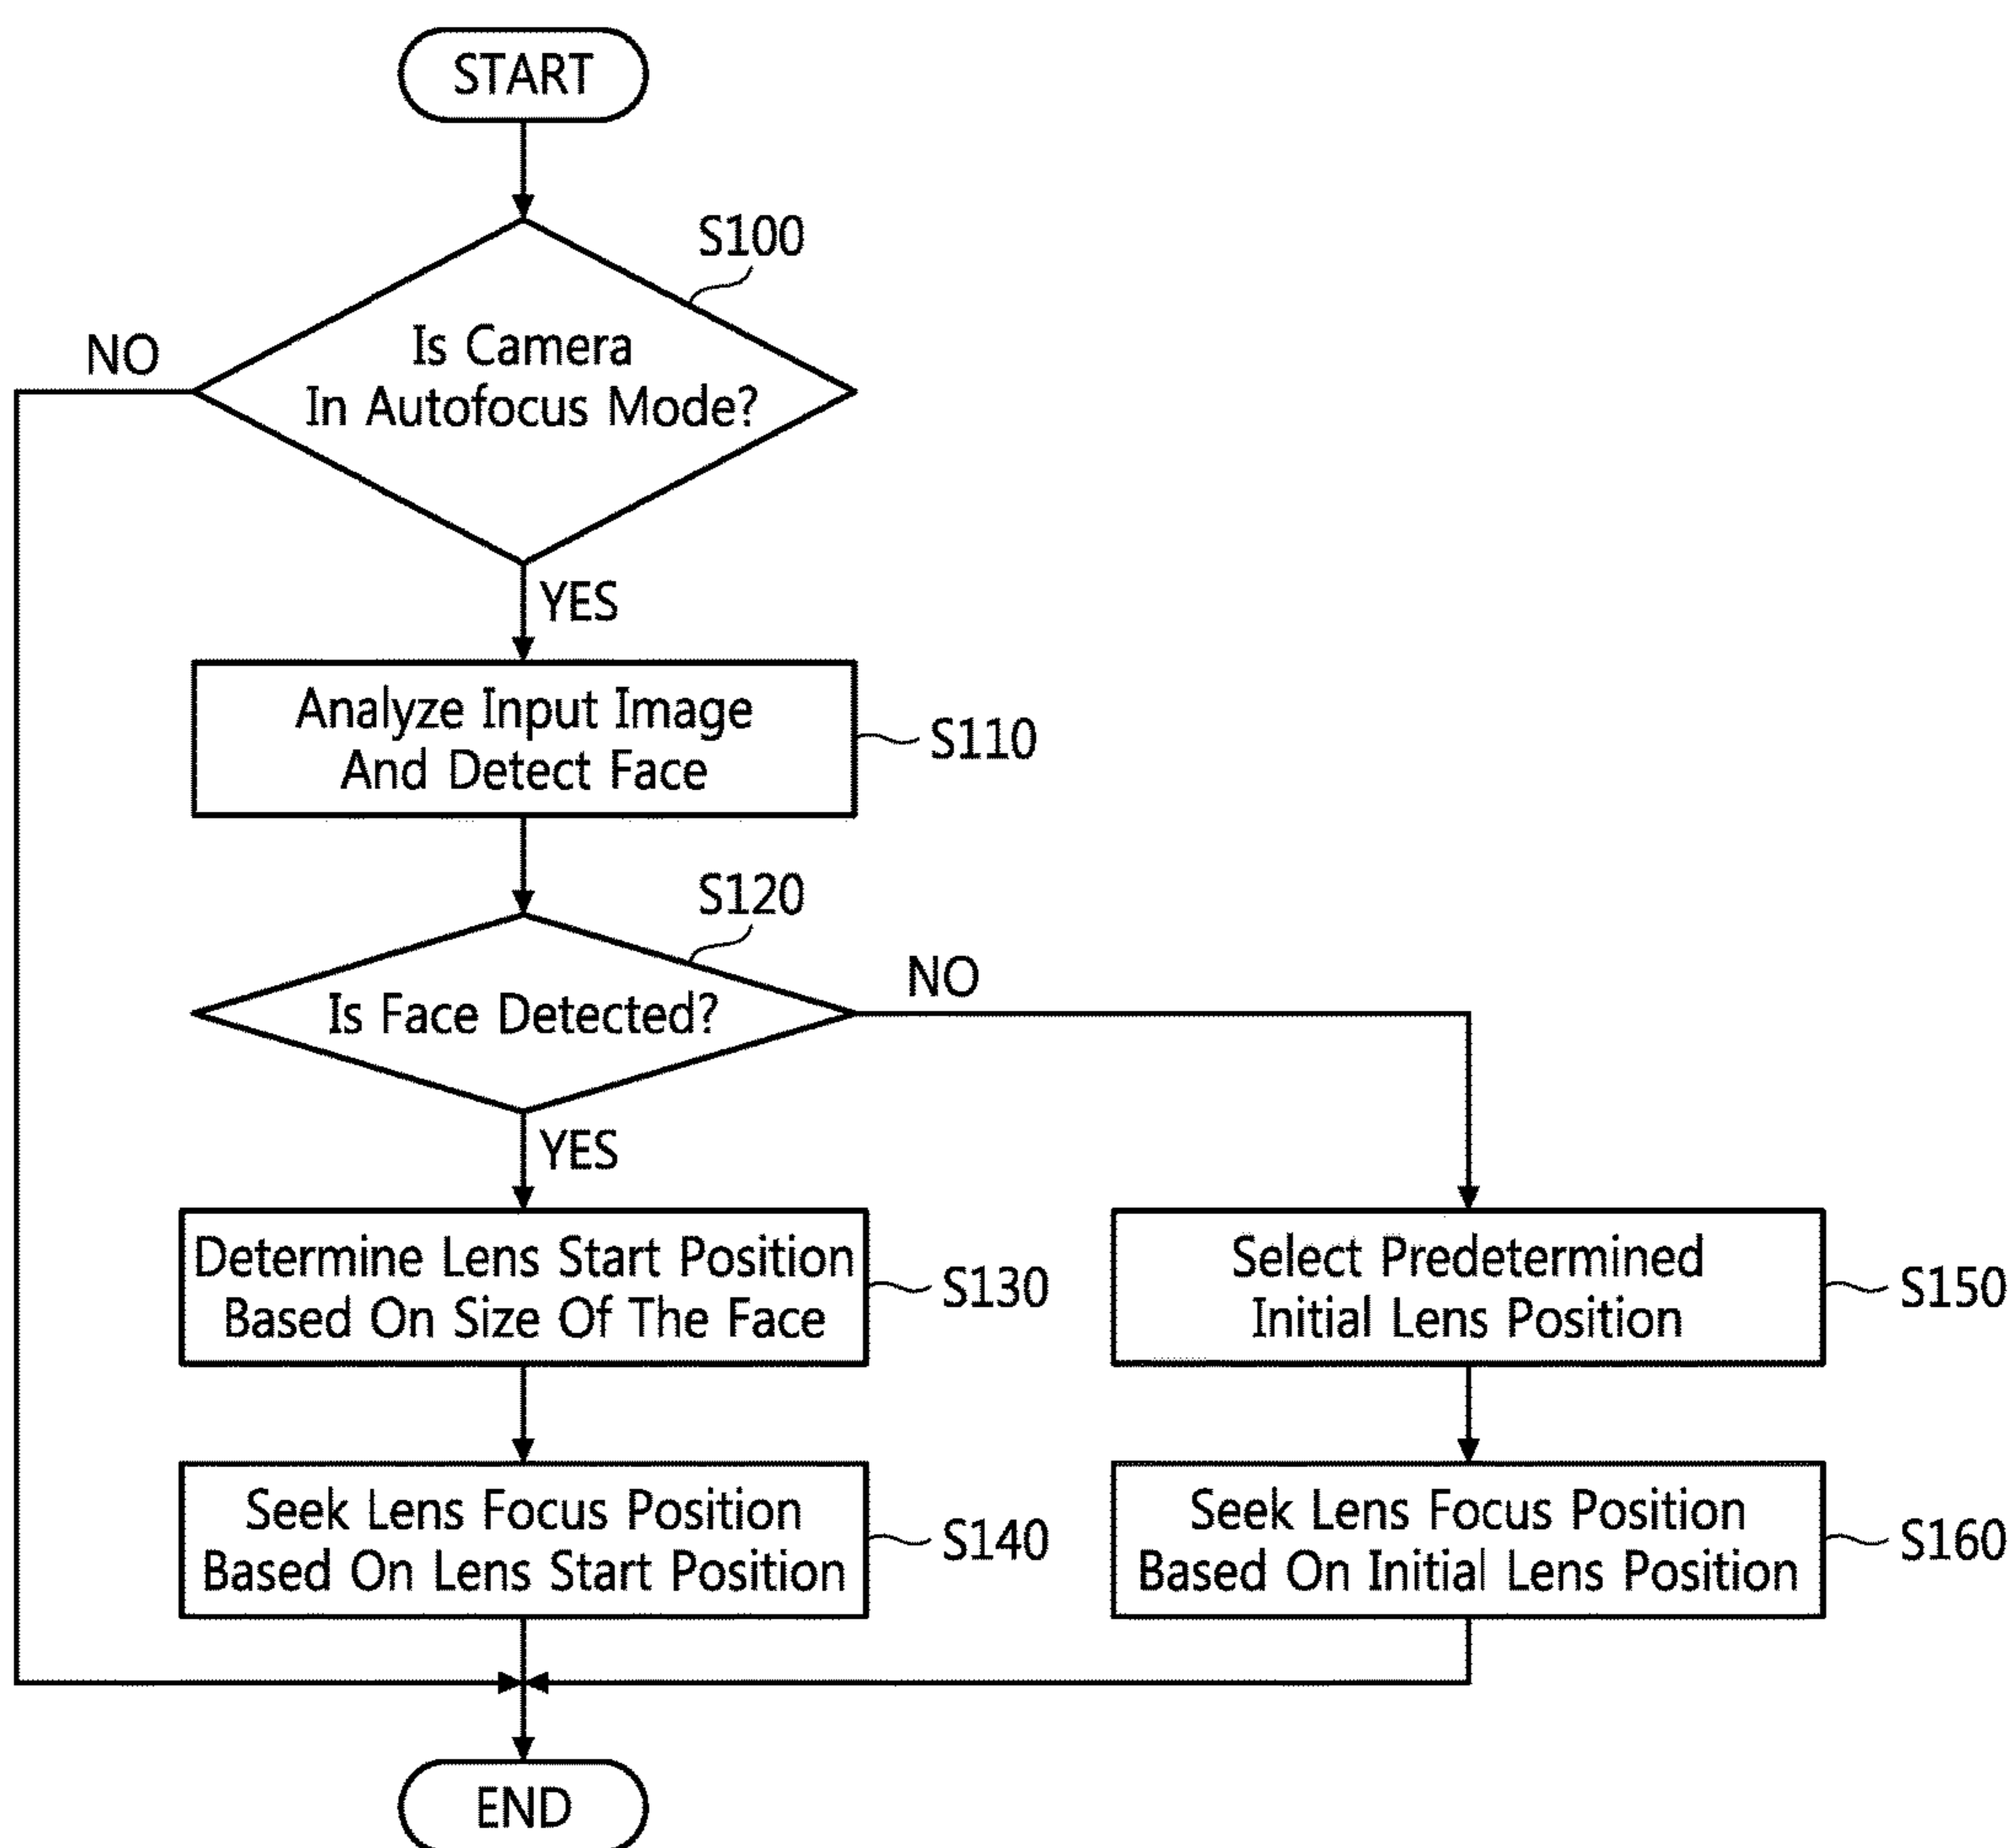 START
S100
NO
Is Camera
In Autofocus Mode?
YES
Analyze Input Image
And Detect Face
S110
S120
NO
Is Face Detected?
YES
Determine Lens Start Position
Based On Size Of The Face
S130
Select Predetermined
Initial Lens Position
S150
Seek Lens Focus Position
Based On Lens Start Position
S140
Seek Lens Focus Position
Based On Initial Lens Position
S160
END